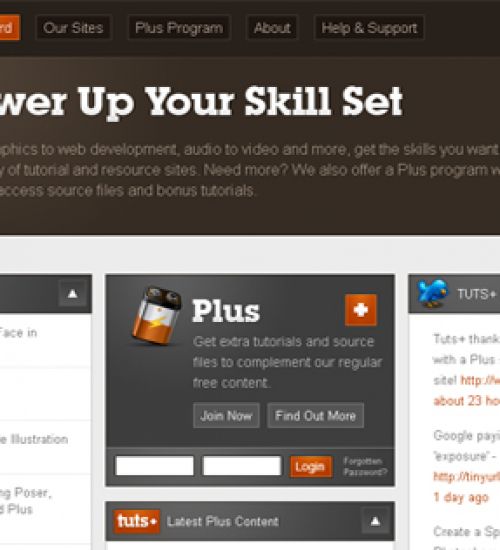 rd Our Sites Plus Program About Help & Support
wer Up Your Skill Set
phics to web development, audio to video and more, get the skills you want
y of tutorial and resource sites. Need more? We also offer a Plus program w
access source files and bonus tutorials.
Face in
e Illustration
ng Poser,
d Plus
Plus
Get extra tutorials and source
files to complement our regular
free content.
Join Now Find Out More
Login Forgotten
Password?
tuts+ Latest Plus Content
TUTS+
Tuts+ thank
with a Plus
site! http://w
about 23 ho
Google payi
"exposure" -
http://tinyurl
1 day ago
Create a Sp